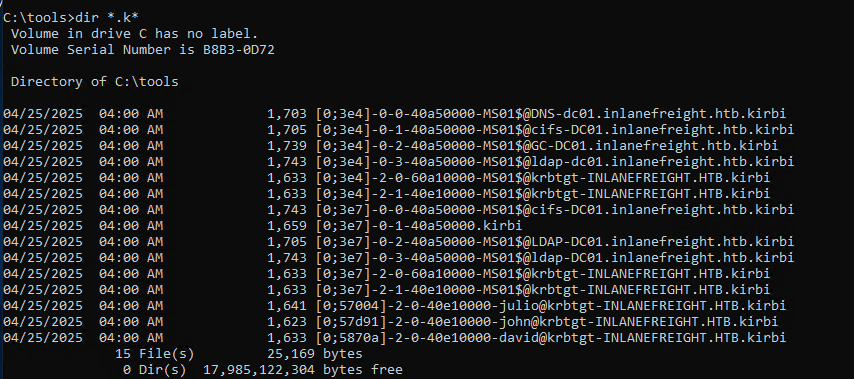 C:\tools>dir *.k*
 Volume in drive C has no label.
 Volume Serial Number is B8B3-0D72

 Directory of C:\tools

04/25/2025  04:00 AM             1,703 [0;3e4]-0-0-40a50000-MS01$@DNS-dc01.inlanefreight.htb.kirbi
04/25/2025  04:00 AM             1,705 [0;3e4]-0-1-40a50000-MS01$@cifs-DC01.inlanefreight.htb.kirbi
04/25/2025  04:00 AM             1,739 [0;3e4]-0-2-40a50000-MS01$@GC-DC01.inlanefreight.htb.kirbi
04/25/2025  04:00 AM             1,743 [0;3e4]-0-3-40a50000-MS01$@ldap-dc01.inlanefreight.htb.kirbi
04/25/2025  04:00 AM             1,633 [0;3e4]-2-0-60a10000-MS01$@krbtgt-INLANEFREIGHT.HTB.kirbi
04/25/2025  04:00 AM             1,633 [0;3e4]-2-1-40e10000-MS01$@krbtgt-INLANEFREIGHT.HTB.kirbi
04/25/2025  04:00 AM             1,743 [0;3e7]-0-0-40a50000-MS01$@cifs-DC01.inlanefreight.htb.kirbi
04/25/2025  04:00 AM             1,659 [0;3e7]-0-1-40a50000.kirbi
04/25/2025  04:00 AM             1,705 [0;3e7]-0-2-40a50000-MS01$@LDAP-DC01.inlanefreight.htb.kirbi
04/25/2025  04:00 AM             1,743 [0;3e7]-0-3-40a50000-MS01$@ldap-DC01.inlanefreight.htb.kirbi
04/25/2025  04:00 AM             1,633 [0;3e7]-2-0-60a10000-MS01$@krbtgt-INLANEFREIGHT.HTB.kirbi
04/25/2025  04:00 AM             1,633 [0;3e7]-2-1-40e10000-MS01$@krbtgt-INLANEFREIGHT.HTB.kirbi
04/25/2025  04:00 AM             1,641 [0;57004]-2-0-40e10000-julio@krbtgt-INLANEFREIGHT.HTB.kirbi
04/25/2025  04:00 AM             1,623 [0;57d91]-2-0-40e10000-john@krbtgt-INLANEFREIGHT.HTB.kirbi
04/25/2025  04:00 AM             1,633 [0;5870a]-2-0-40e10000-david@krbtgt-INLANEFREIGHT.HTB.kirbi
              15 File(s)         25,169 bytes
               0 Dir(s)  17,985,122,304 bytes free